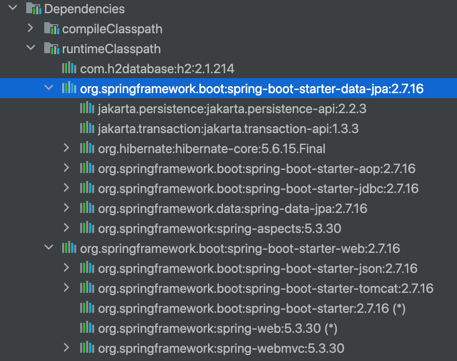 Dependencies
compileClasspath
runtimeClasspath
com.h2database:h2:2.1.214
org.springframework.boot:spring-boot-starter-data-jpa:2.7.16
jakarta.persistence:jakarta.persistence-api:2.2.3
jakarta.transaction:jakarta.transaction-api:1.3.3
org.hibernate:hibernate-core:5.6.15.Final
org.springframework.boot:spring-boot-starter-aop:2.7.16
org.springframework.boot:spring-boot-starter-jdbc:2.7.16
org.springframework.data:spring-data-jpa:2.7.16
org.springframework:spring-aspects:5.3.30
org.springframework.boot:spring-boot-starter-web:2.7.16
org.springframework.boot:spring-boot-starter-json:2.7.16
org.springframework.boot:spring-boot-starter-tomcat:2.7.16
org.springframework.boot:spring-boot-starter:2.7.16 (*)
org.springframework:spring-web:5.3.30 (*)
org.springframework:spring-webmvc:5.3.30